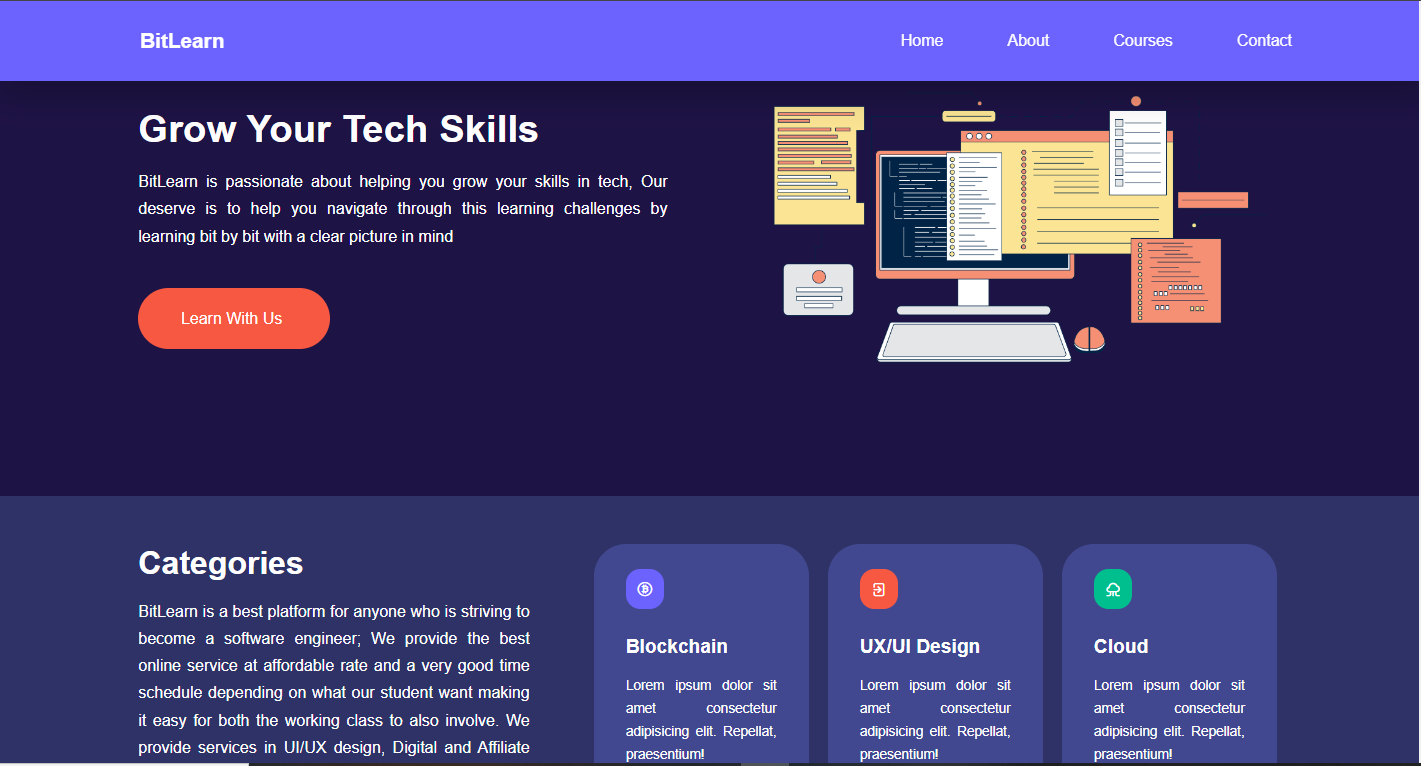 BitLearn
Home
About
Courses
Contact
Grow Your Tech Skills
BitLearn is passionate about helping you grow your skills in tech, Our
deserve is to help you navigate through this learning challenges by
learning bit by bit with a clear picture in mind
Learn With Us
Categories
BitLearn is a best platform for anyone who is striving to
become a software engineer; We provide the best
online service at affordable rate and a very good time
schedule depending on what our student want making
it easy for both the working class to also involve. We
provide services in UI/UX design, Digital and Affiliate
Blockchain
Lorem ipsum dolor sit
amet consectetur
adipisicing elit. Repellat,
praesentium!
UX/UI Design
Lorem ipsum dolor sit
amet consectetur
adipisicing elit. Repellat,
praesentium!
Cloud
Lorem ipsum dolor sit
amet consectetur
adipisicing elit. Repellat,
praesentium!